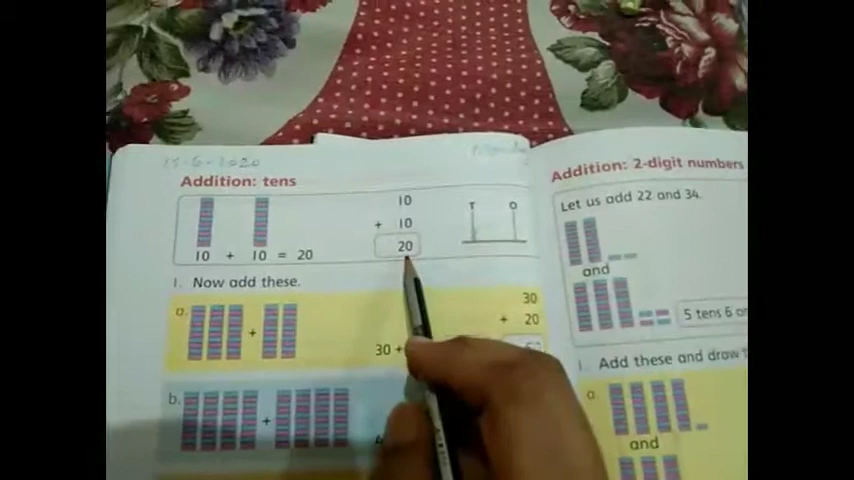 15-6-2020
Addition: tens
10 + 10 = 20
10
+ 10
20
T O
1. Now add these.
a.
+
30 +
30
+ 20
b.
+
Addition: 2-digit numbers
Let us add 22 and 34.
and
5 tens 6 o
1. Add these and draw
a.
and